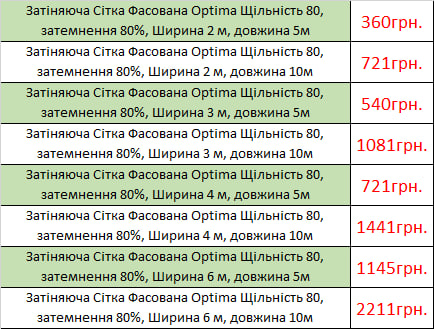 Затіняюча Сітка Фасована Optima Щільність 80,
затемнення 80%, Ширина 2 м, довжина 5м
360грн.
Затіняюча Сітка Фасована Optima Щільність 80,
затемнення 80%, Ширина 2 м, довжина 10м
721грн.
Затіняюча Сітка Фасована Optima Щільність 80,
затемнення 80%, Ширина 3 м, довжина 5м
540грн.
Затіняюча Сітка Фасована Optima Щільність 80,
затемнення 80%, Ширина 3 м, довжина 10м
1081грн.
Затіняюча Сітка Фасована Optima Щільність 80,
затемнення 80%, Ширина 4 м, довжина 5м
721грн.
Затіняюча Сітка Фасована Optima Щільність 80,
затемнення 80%, Ширина 4 м, довжина 10м
1441грн.
Затіняюча Сітка Фасована Optima Щільність 80,
затемнення 80%, Ширина 6 м, довжина 5м
1145грн.
Затіняюча Сітка Фасована Optima Щільність 80,
затемнення 80%, Ширина 6 м, довжина 10м
2211грн.